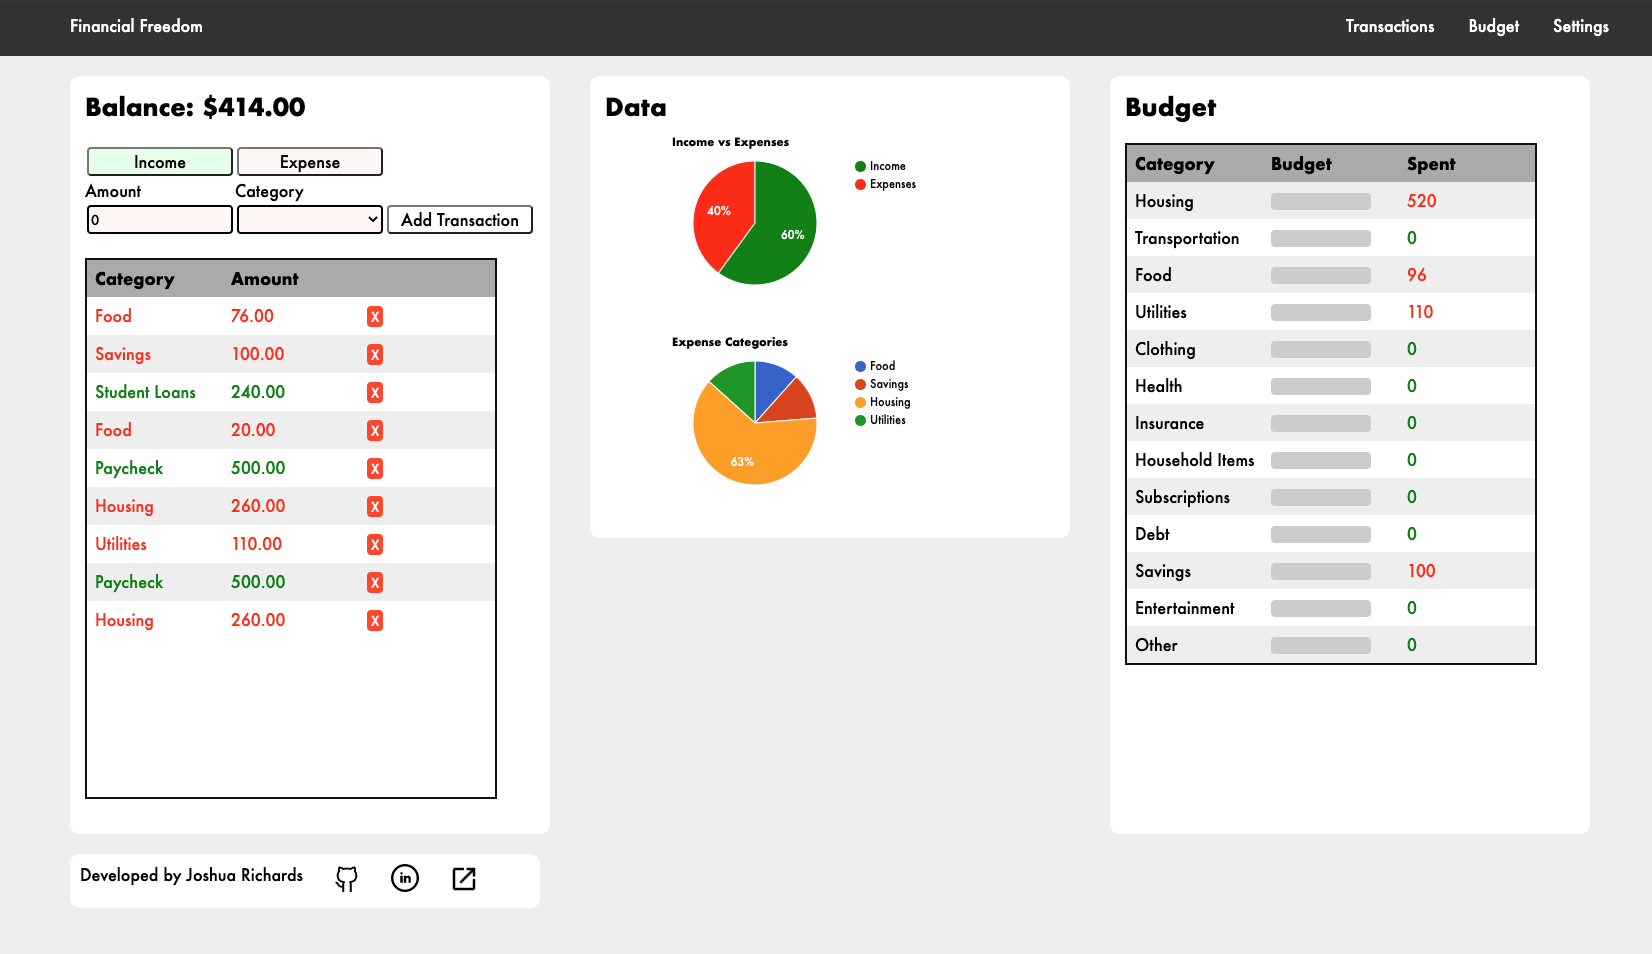 Financial Freedom
Transactions Budget Settings
Balance: $414.00
Income Expense
Amount Category
0 Add Transaction
Category Amount
Food 76.00 X
Savings 100.00 X
Student Loans 240.00 X
Food 20.00 X
Paycheck 500.00 X
Housing 260.00 X
Utilities 110.00 X
Paycheck 500.00 X
Housing 260.00 X
Data
Income vs Expenses
Income
Expenses
40%
60%
Expense Categories
Food
Savings
Housing
Utilities
63%
Budget
Category Budget Spent
Housing 520
Transportation 0
Food 96
Utilities 110
Clothing 0
Health 0
Insurance 0
Household Items 0
Subscriptions 0
Debt 0
Savings 100
Entertainment 0
Other 0
Developed by Joshua Richards
in